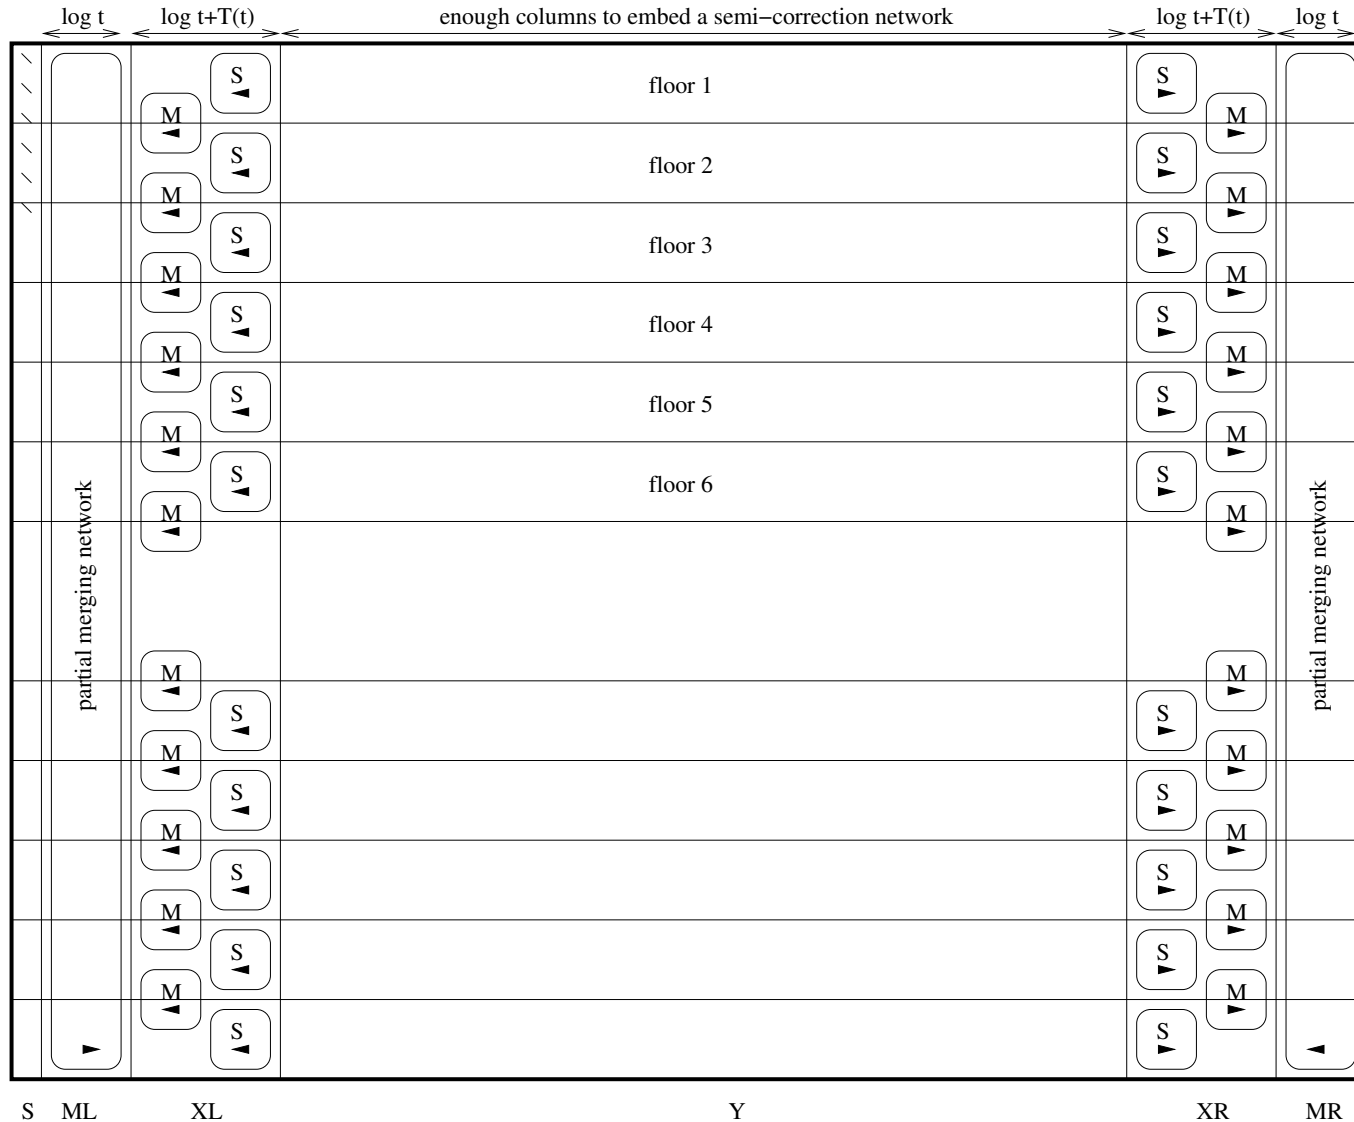 log t log t+T(t) enough columns to embed a semi−correction network log t+T(t) log t
S floor 1 S
M M
S floor 2 S
M M
S floor 3 S
M M
S floor 4 S
M M
S floor 5 S
M M
S floor 6 S
M M
partial merging network
partial merging network
M M
S S
M M
S S
M M
S S
M M
S S
M M
S S
S ML XL Y XR MR